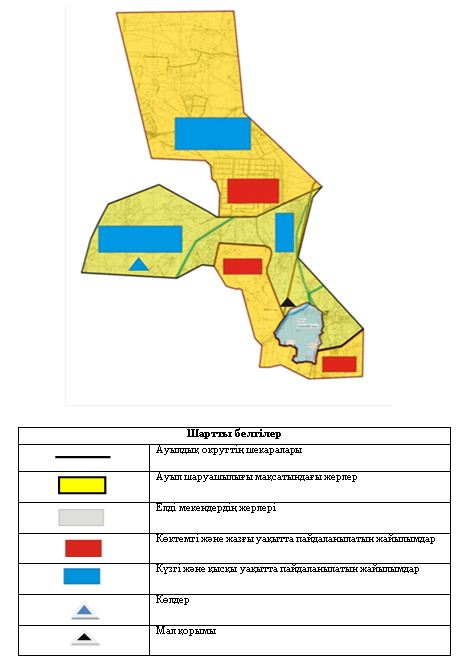 Шартты белгілер
Ауылдық округтің шекаралары
Ауыл шаруашылығы мақсатындағы жерлер
Елді мекендердің жерлері
Көктемгі және жазғы уақытта пайдаланылатын жайылымдар
Күзгі және қысқы уақытта пайдаланылатын жайылымдар
Көлдер
Мал қорымы